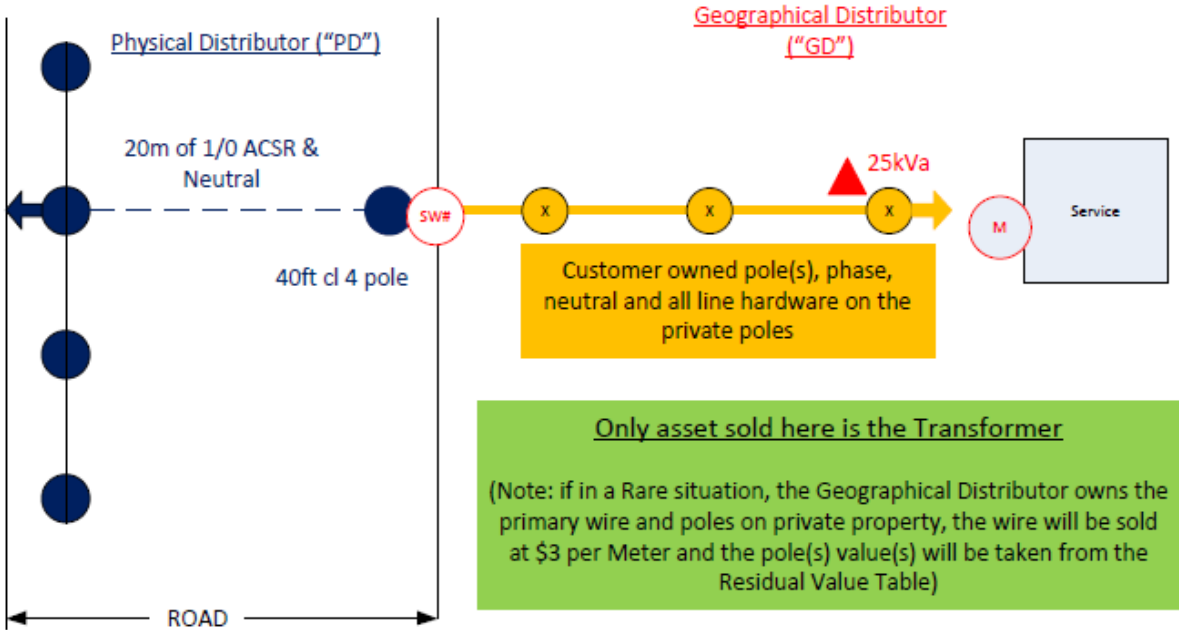 Physical Distributor (“PD”)
Geographical Distributor
(“GD”)
20m of 1/0 ACSR &
Neutral
25kVa
SW#
X
X
X
M
Service
40ft cl 4 pole
Customer owned pole(s), phase,
neutral and all line hardware on the
private poles
Only asset sold here is the Transformer
(Note: if in a Rare situation, the Geographical Distributor owns the
primary wire and poles on private property, the wire will be sold
at $3 per Meter and the pole(s) value(s) will be taken from the
Residual Value Table)
ROAD